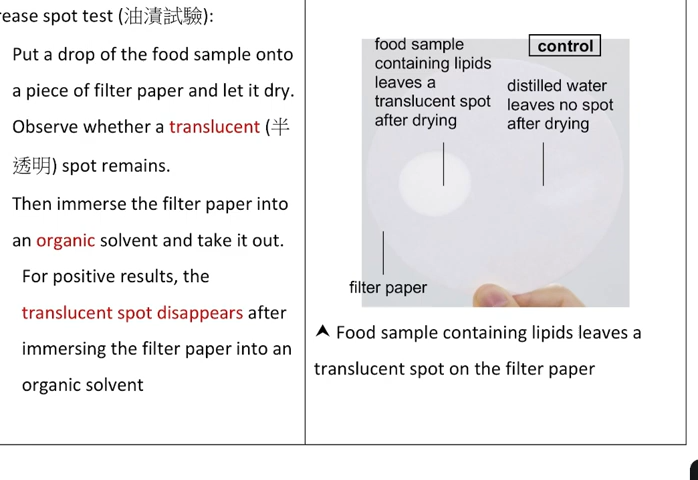 rease spot test (油漬試驗):
Put a drop of the food sample onto
a piece of filter paper and let it dry.
Observe whether a translucent (半
透明) spot remains.
Then immerse the filter paper into
an organic solvent and take it out.
For positive results, the
translucent spot disappears after
immersing the filter paper into an
organic solvent
food sample
containing lipids
leaves a
translucent spot
after drying
control
distilled water
leaves no spot
after drying
filter paper
⮝ Food sample containing lipids leaves a
translucent spot on the filter paper